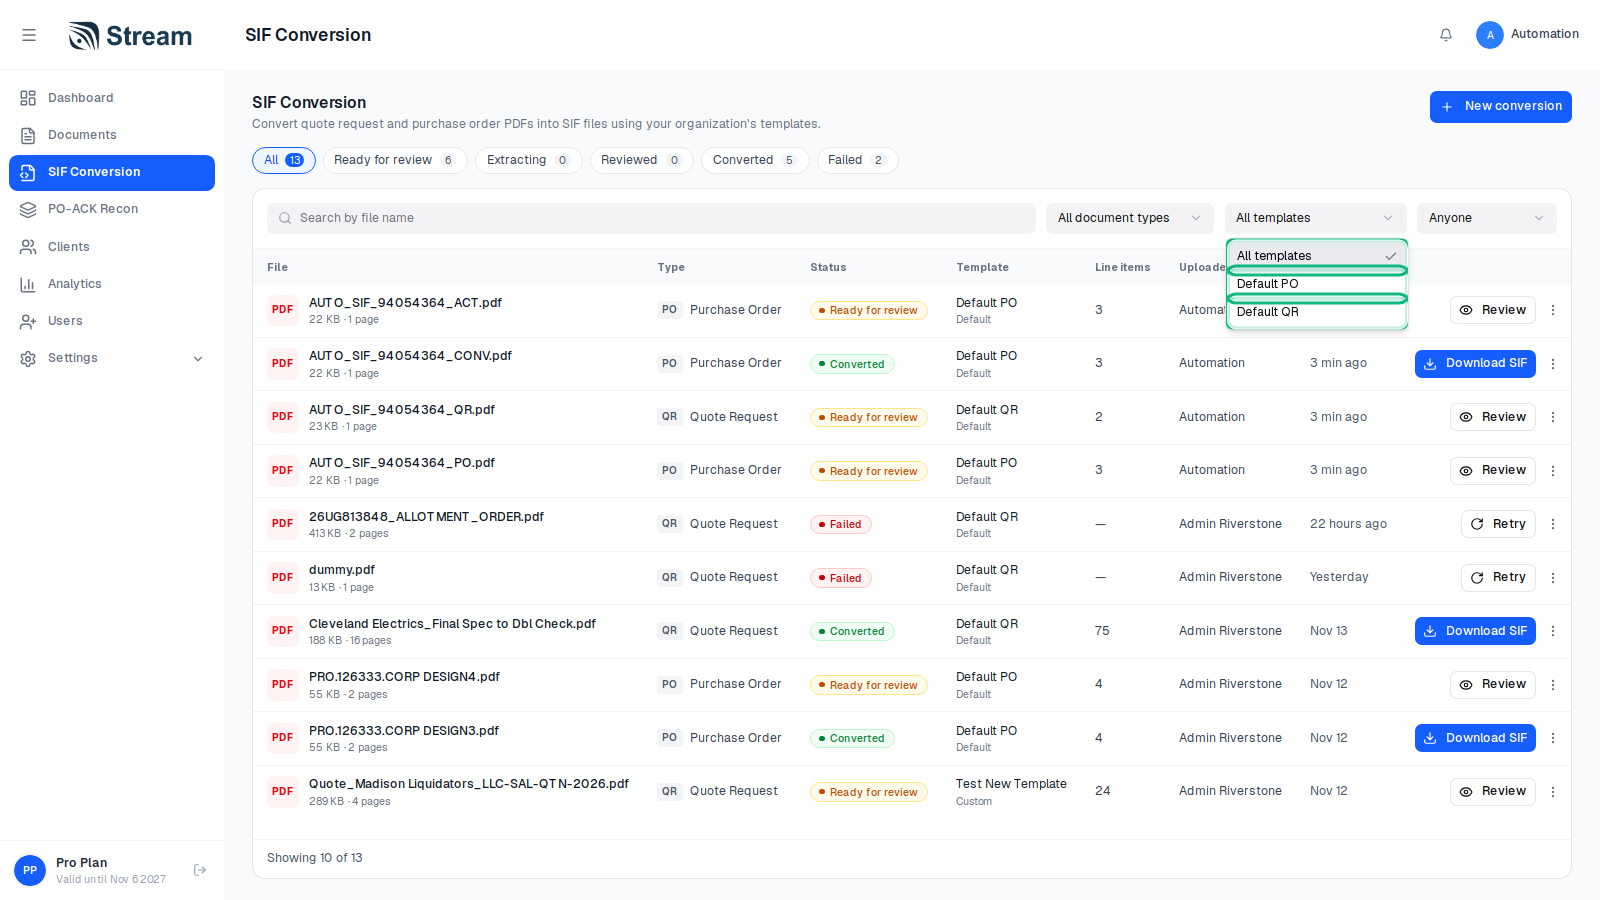 Stream
SIF Conversion
A
Automation
Dashboard
Documents
SIF Conversion
PO-ACK Recon
Clients
Analytics
Users
Settings
SIF Conversion
Convert quote request and purchase order PDFs into SIF files using your organization's templates.
New conversion
All 13
Ready for review 6
Extracting 0
Reviewed 0
Converted 5
Failed 2
Search by file name
All document types
All templates
Anyone
All templates
Default PO
Default QR
File Type Status Template Line items
PDF AUTO_SIF_94054364_ACT.pdf PO Purchase Order Ready for review Default PO 3 Review
22 KB · 1 page Default
PDF AUTO_SIF_94054364_CONV.pdf PO Purchase Order Converted Default PO 3 Automation 3 min ago Download SIF
22 KB · 1 page Default
PDF AUTO_SIF_94054364_QR.pdf QR Quote Request Ready for review Default QR 2 Automation 3 min ago Review
23 KB · 1 page Default
PDF AUTO_SIF_94054364_PO.pdf PO Purchase Order Ready for review Default PO 3 Automation 3 min ago Review
22 KB · 1 page Default
PDF 26UG813848_ALLOTMENT_ORDER.pdf QR Quote Request Failed Default QR — Admin Riverstone 22 hours ago Retry
413 KB · 2 pages Default
PDF dummy.pdf QR Quote Request Failed Default QR — Admin Riverstone Yesterday Retry
13 KB · 1 page Default
PDF Cleveland Electrics_Final Spec to Dbl Check.pdf QR Quote Request Converted Default QR 75 Admin Riverstone Nov 13 Download SIF
188 KB · 16 pages Default
PDF PRO.126333.CORP DESIGN4.pdf PO Purchase Order Ready for review Default PO 4 Admin Riverstone Nov 12 Review
55 KB · 2 pages Default
PDF PRO.126333.CORP DESIGN3.pdf PO Purchase Order Converted Default PO 4 Admin Riverstone Nov 12 Download SIF
55 KB · 2 pages Default
PDF Quote_Madison Liquidators_LLC-SAL-QTN-2026.pdf QR Quote Request Ready for review Test New Template 24 Admin Riverstone Nov 12 Review
289 KB · 4 pages Custom
Showing 10 of 13
PP
Pro Plan
Valid until Nov 6 2027